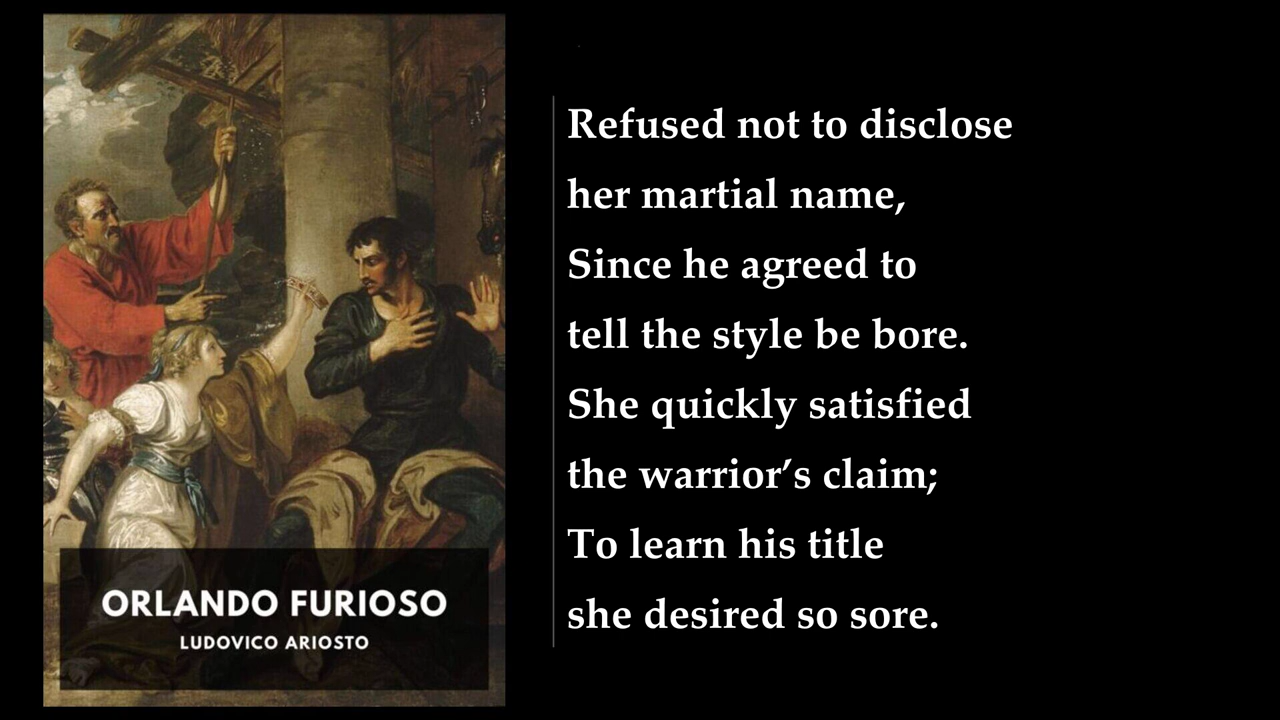 ORLANDO FURIOSO
LUDOVICO ARIOSTO
Refused not to disclose
her martial name,
Since he agreed to
tell the style be bore.
She quickly satisfied
the warrior’s claim;
To learn his title
she desired so sore.